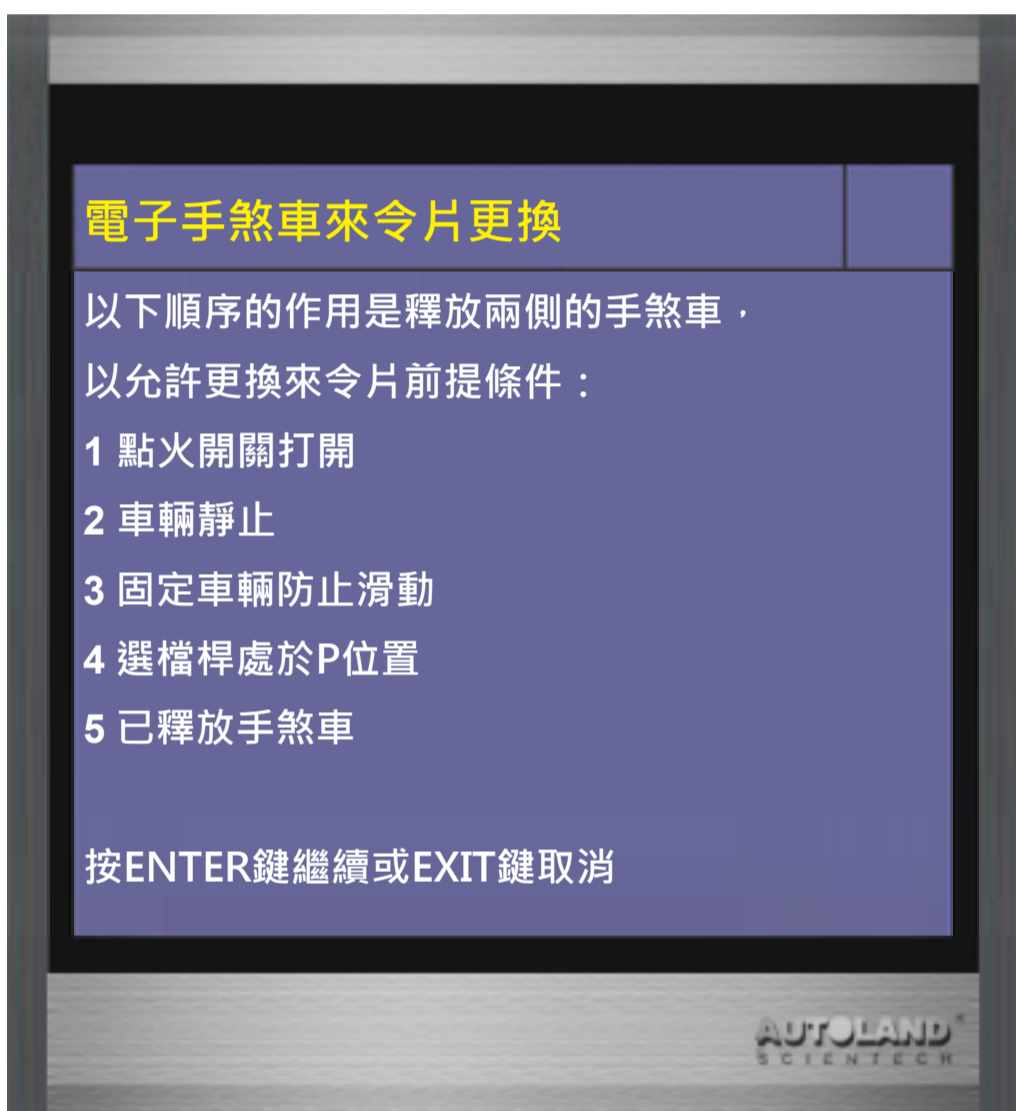 電子手煞車來令片更換
以下順序的作用是釋放兩側的手煞車，
以允許更換來令片前提條件：
1 點火開關打開
2 車輛靜止
3 固定車輛防止滑動
4 選檔桿處於P位置
5 已釋放手煞車
按ENTER鍵繼續或EXIT鍵取消
AUTOLAND
SCIENTECH